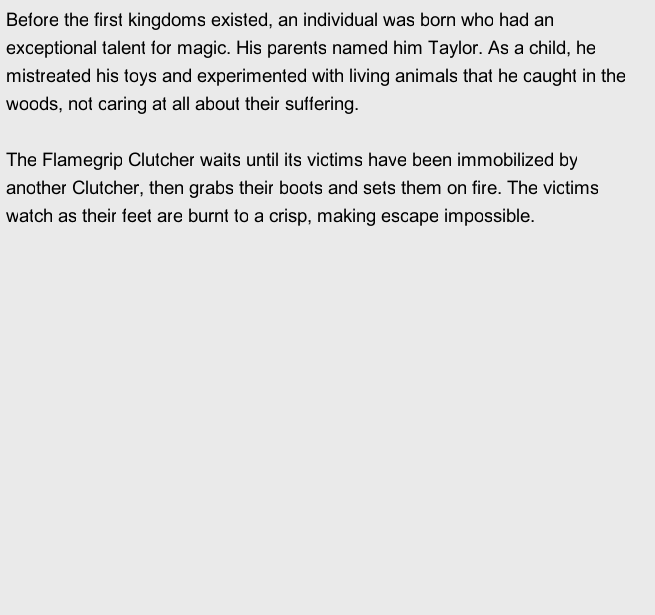 Before the first kingdoms existed, an individual was born who had an
exceptional talent for magic. His parents named him Taylor. As a child, he
mistreated his toys and experimented with living animals that he caught in the
woods, not caring at all about their suffering.

The Flamegrip Clutcher waits until its victims have been immobilized by
another Clutcher, then grabs their boots and sets them on fire. The victims
watch as their feet are burnt to a crisp, making escape impossible.